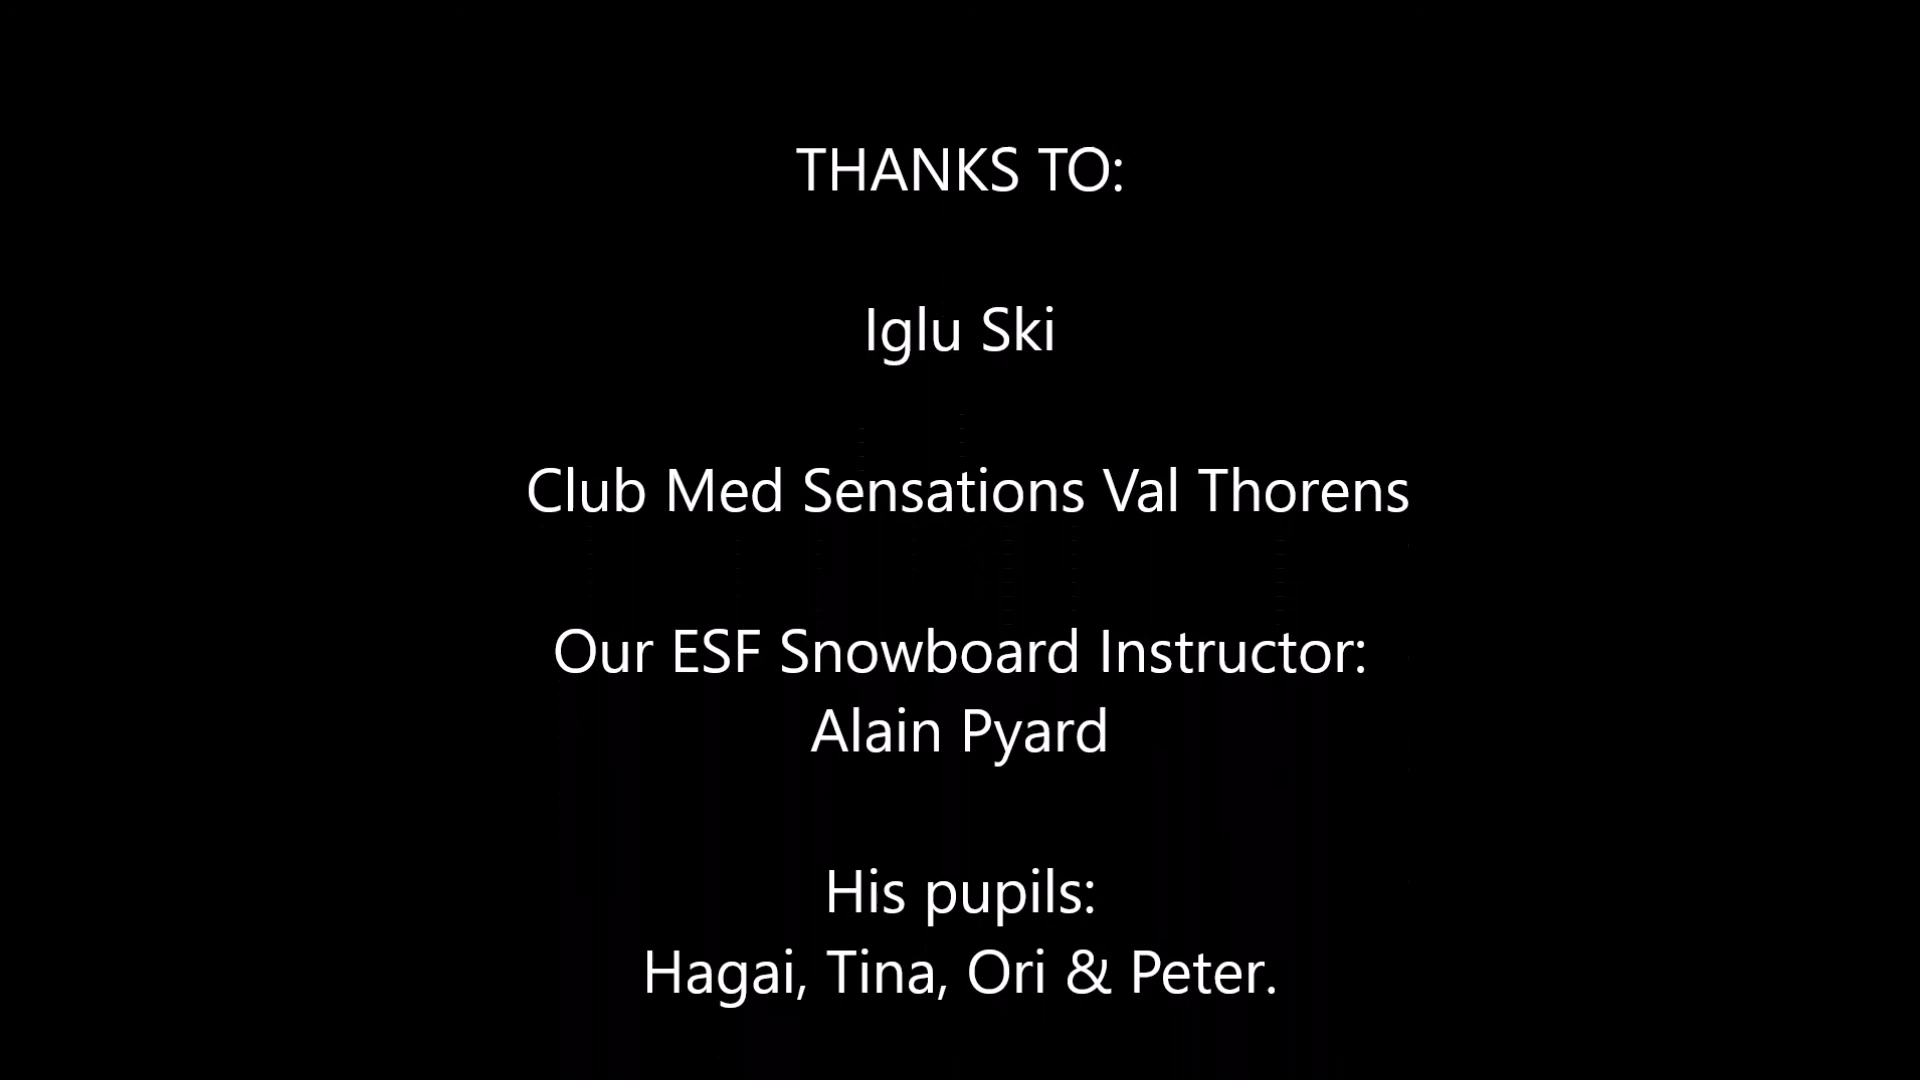 THANKS TO:
Iglu Ski
Club Med Sensations Val Thorens
Our ESF Snowboard Instructor:
Alain Pyard
His pupils:
Hagai, Tina, Ori & Peter.